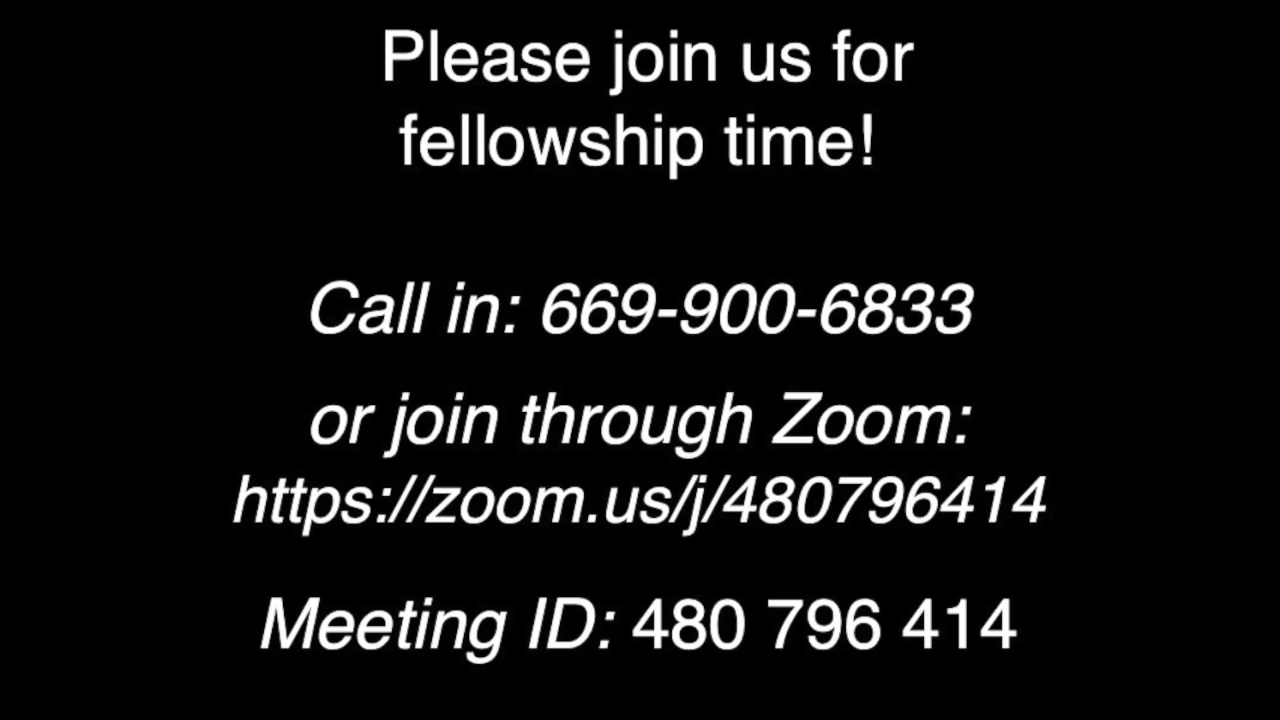 Please join us for
fellowship time!
Call in: 669-900-6833
or join through Zoom:
https://zoom.us/j/480796414
Meeting ID: 480 796 414